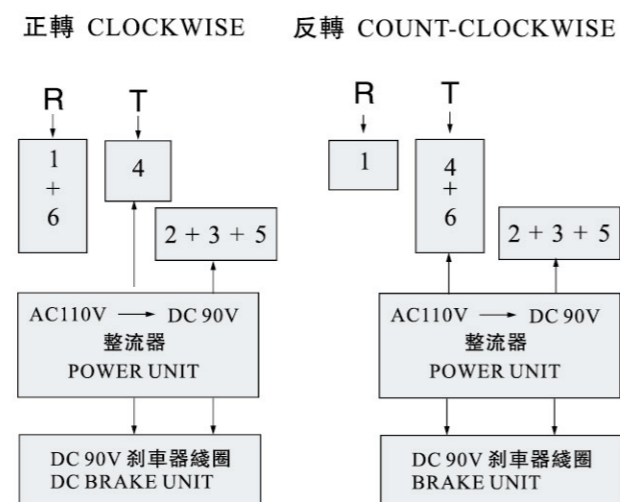 正轉 CLOCKWISE
R T
1
+
6
4
2 + 3 + 5
AC110V → DC 90V
整流器
POWER UNIT
DC 90V 刹車器綫圈
DC BRAKE UNIT
反轉 COUNT-CLOCKWISE
R T
1
4
+
6
2 + 3 + 5
AC110V → DC 90V
整流器
POWER UNIT
DC 90V 刹車器綫圈
BRAKE UNIT